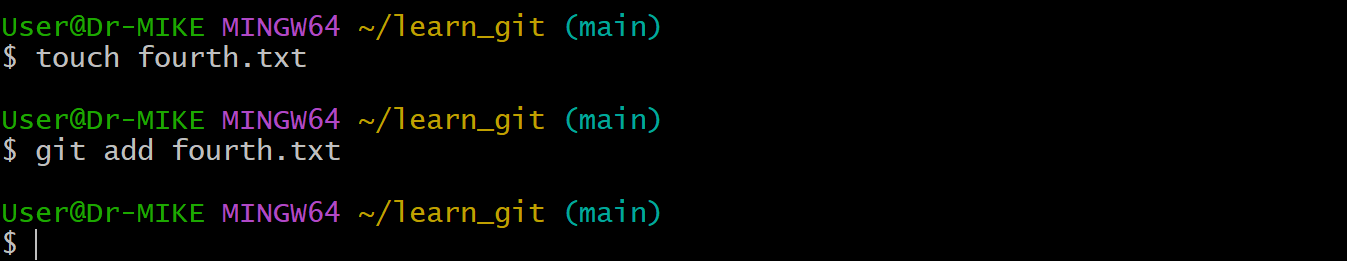 User@Dr-MIKE MINGW64 ~/learn_git (main)
$ touch fourth.txt
User@Dr-MIKE MINGW64 ~/learn_git (main)
$ git add fourth.txt
User@Dr-MIKE MINGW64 ~/learn_git (main)
$